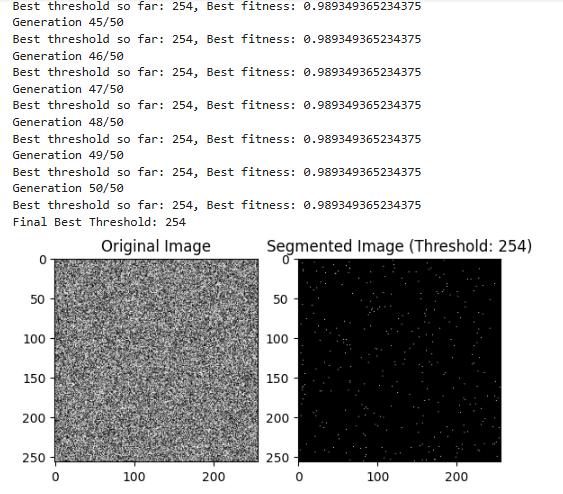 Best threshold so far: 254, Best fitness: 0.989349365234375
Generation 45/50
Best threshold so far: 254, Best fitness: 0.989349365234375
Generation 46/50
Best threshold so far: 254, Best fitness: 0.989349365234375
Generation 47/50
Best threshold so far: 254, Best fitness: 0.989349365234375
Generation 48/50
Best threshold so far: 254, Best fitness: 0.989349365234375
Generation 49/50
Best threshold so far: 254, Best fitness: 0.989349365234375
Generation 50/50
Best threshold so far: 254, Best fitness: 0.989349365234375
Final Best Threshold: 254
Original Image
0
50
100
150
200
250
0 100 200
Segmented Image (Threshold: 254)
0
50
100
150
200
250
0 100 200